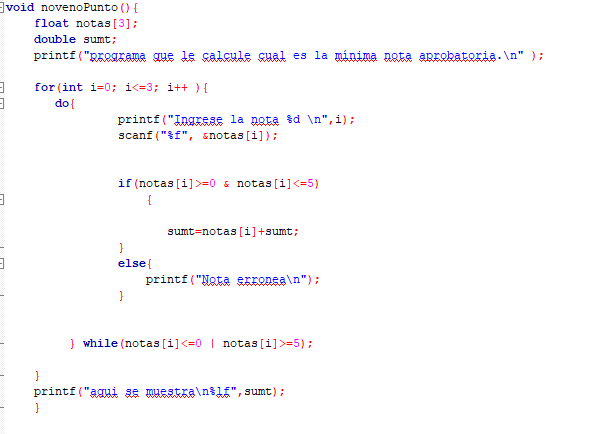 void novenoPunto(){
float notas[3];
double sumt;
printf("programa que le calcule cual es la mínima nota aprobatoria.\n" );
for(int i=0; i<=3; i++ ){
do{
printf("Ingrese la nota %d \n",i);
scanf("%f", &notas[i]);
if(notas[i]>=0 & notas[i]<=5)
{
sumt=notas[i]+sumt;
}
else{
printf("Nota erronea\n");
}
} while(notas[i]<=0 | notas[i]>=5);
}
printf("aqui se muestra\n%lf",sumt);
}